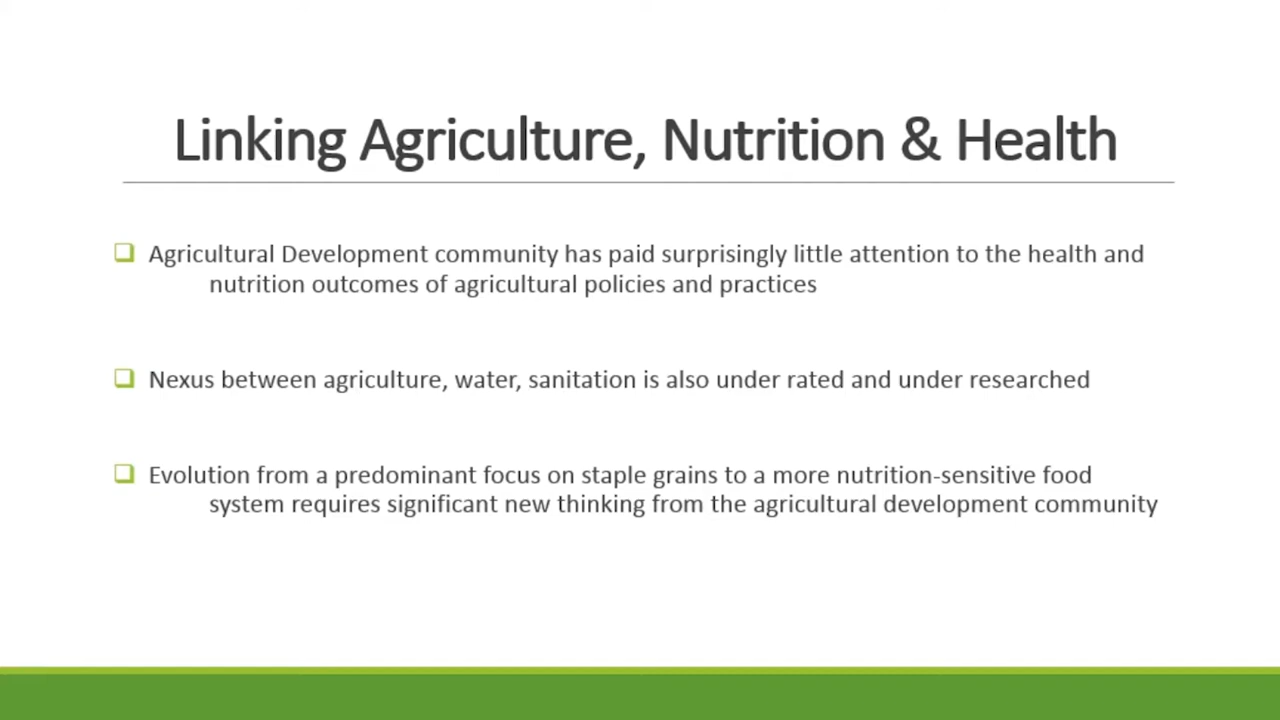 Linking Agriculture, Nutrition & Health
Agricultural Development community has paid surprisingly little attention to the health and
nutrition outcomes of agricultural policies and practices
Nexus between agriculture, water, sanitation is also under rated and under researched
Evolution from a predominant focus on staple grains to a more nutrition-sensitive food
system requires significant new thinking from the agricultural development community